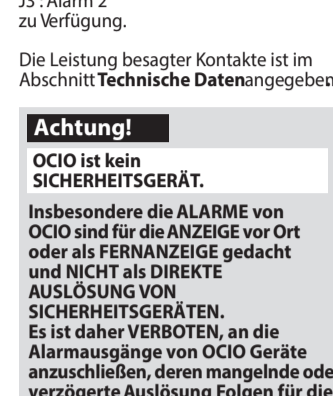 J3 : Alarm 2
zu Verfügung.
Die Leistung besagter Kontakte ist im
Abschnitt Technische Datenangegeben
Achtung!
OCIO ist kein
SICHERHEITSGERÄT.
Insbesondere die ALARME von
OCIO sind für die ANZEIGE vor Ort
oder als FERNANZEIGE gedacht
und NICHT als DIREKTE
AUSLÖSUNG VON
SICHERHEITSGERÄTEN.
Es ist daher VERBOTEN, an die
Alarmausgänge von OCIO Geräte
anzuschließen, deren mangelnde ode
verzögerte Auslösung Folgen für die